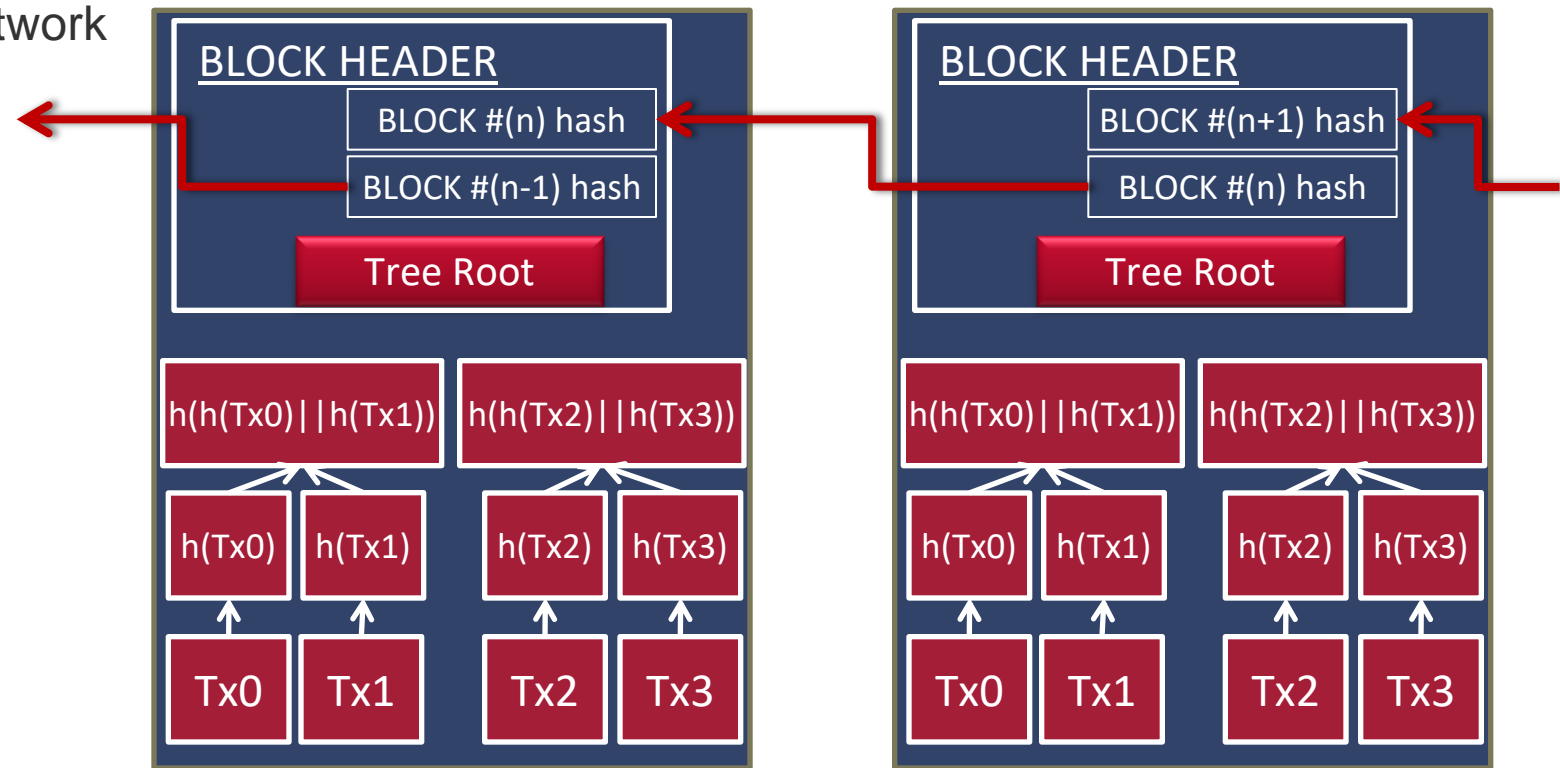 twork
BLOCK HEADER
BLOCK #(n) hash
BLOCK #(n-1) hash
Tree Root
h(h(Tx0)||h(Tx1))
h(h(Tx2)||h(Tx3))
h(Tx0)
h(Tx1)
h(Tx2)
h(Tx3)
Tx0
Tx1
Tx2
Tx3
BLOCK HEADER
BLOCK #(n+1) hash
BLOCK #(n) hash
Tree Root
h(h(Tx0)||h(Tx1))
h(h(Tx2)||h(Tx3))
h(Tx0)
h(Tx1)
h(Tx2)
h(Tx3)
Tx0
Tx1
Tx2
Tx3